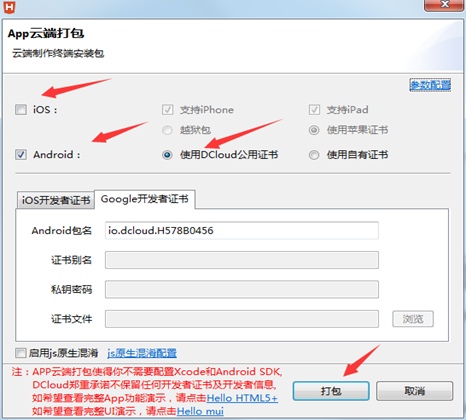 App云端打包
云端制作终端安装包
参数配置
iOS： 支持iPhone 支持iPad
越狱包 使用苹果证书
Android： 使用DCloud公用证书 使用自有证书
iOS开发者证书 Google开发者证书
Android包名 io.dcloud.H578B0456
证书别名
私钥密码
证书文件 浏览
启用js原生混淆 js原生混淆配置
注：APP云端打包使得你不需要配置Xcode和Android SDK,
DCloud郑重承诺不保留任何开发者证书及开发者信息,
如希望查看完整App功能演示，请点击Hello HTML5+
如希望查看完整UI演示，请点击Hello mui
打包 取消